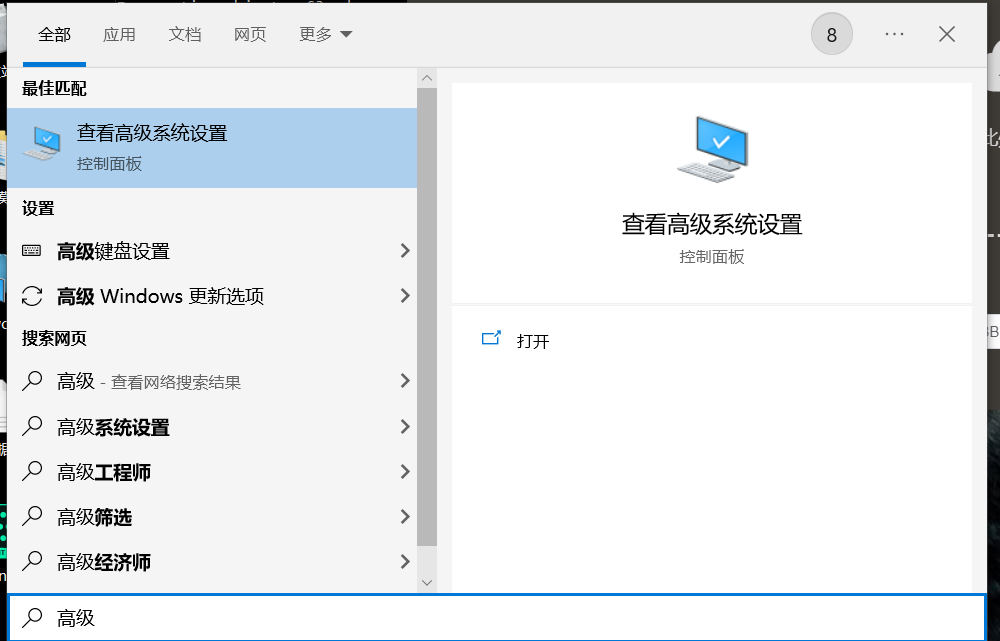 全部 应用 文档 网页 更多 8 ...
最佳匹配
查看高级系统设置
控制面板
设置
高级键盘设置
高级 Windows 更新选项
搜索网页
高级 - 查看网络搜索结果
高级系统设置
高级工程师
高级筛选
高级经济师
查看高级系统设置
控制面板
打开
高级